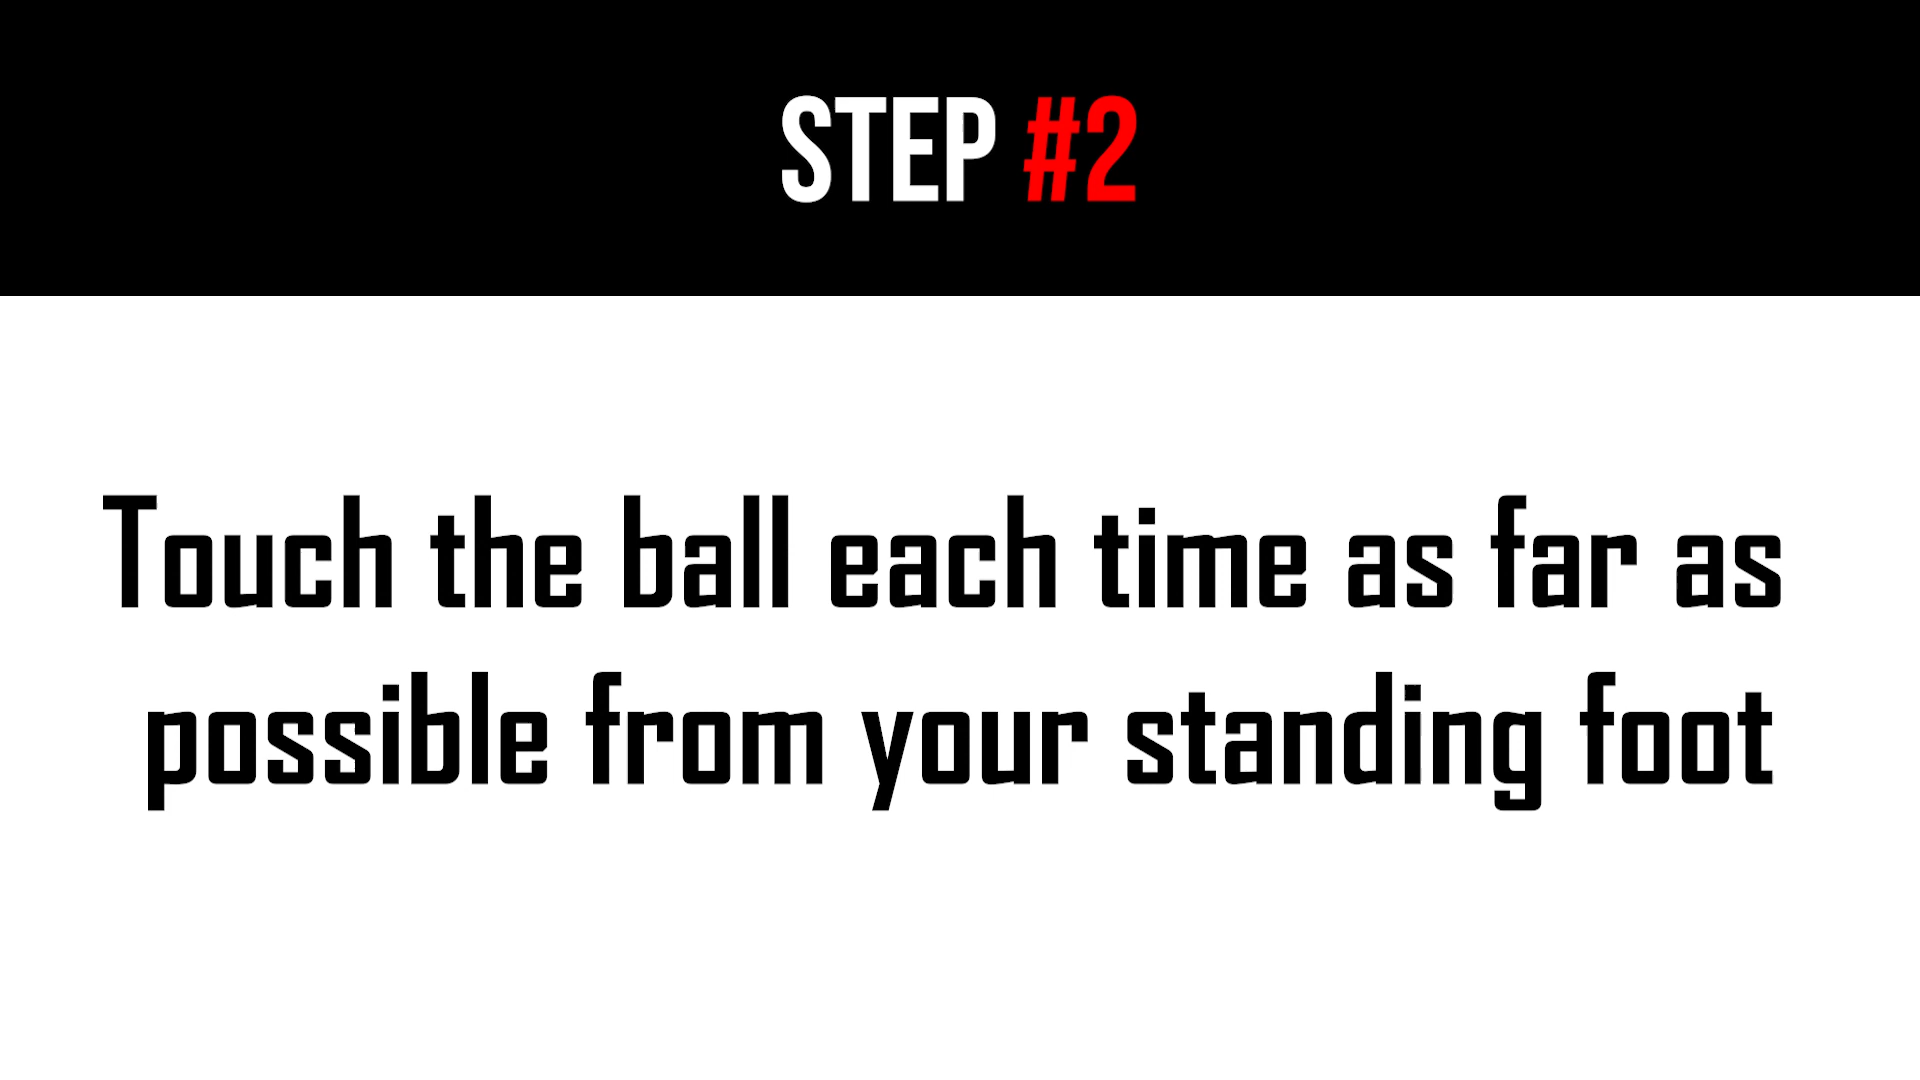 STEP #2
Touch the ball each time as far as
possible from your standing foot